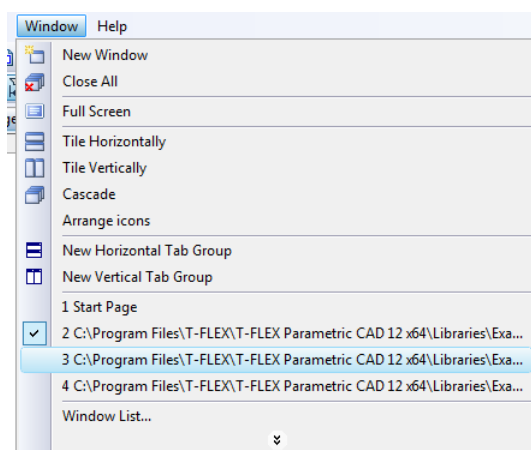 Window Help
New Window
Close All
Full Screen
Tile Horizontally
Tile Vertically
Cascade
Arrange icons
New Horizontal Tab Group
New Vertical Tab Group
1 Start Page
2 C:\Program Files\T-FLEX\T-FLEX Parametric CAD 12 x64\Libraries\Exa...
3 C:\Program Files\T-FLEX\T-FLEX Parametric CAD 12 x64\Libraries\Exa...
4 C:\Program Files\T-FLEX\T-FLEX Parametric CAD 12 x64\Libraries\Exa...
Window List...